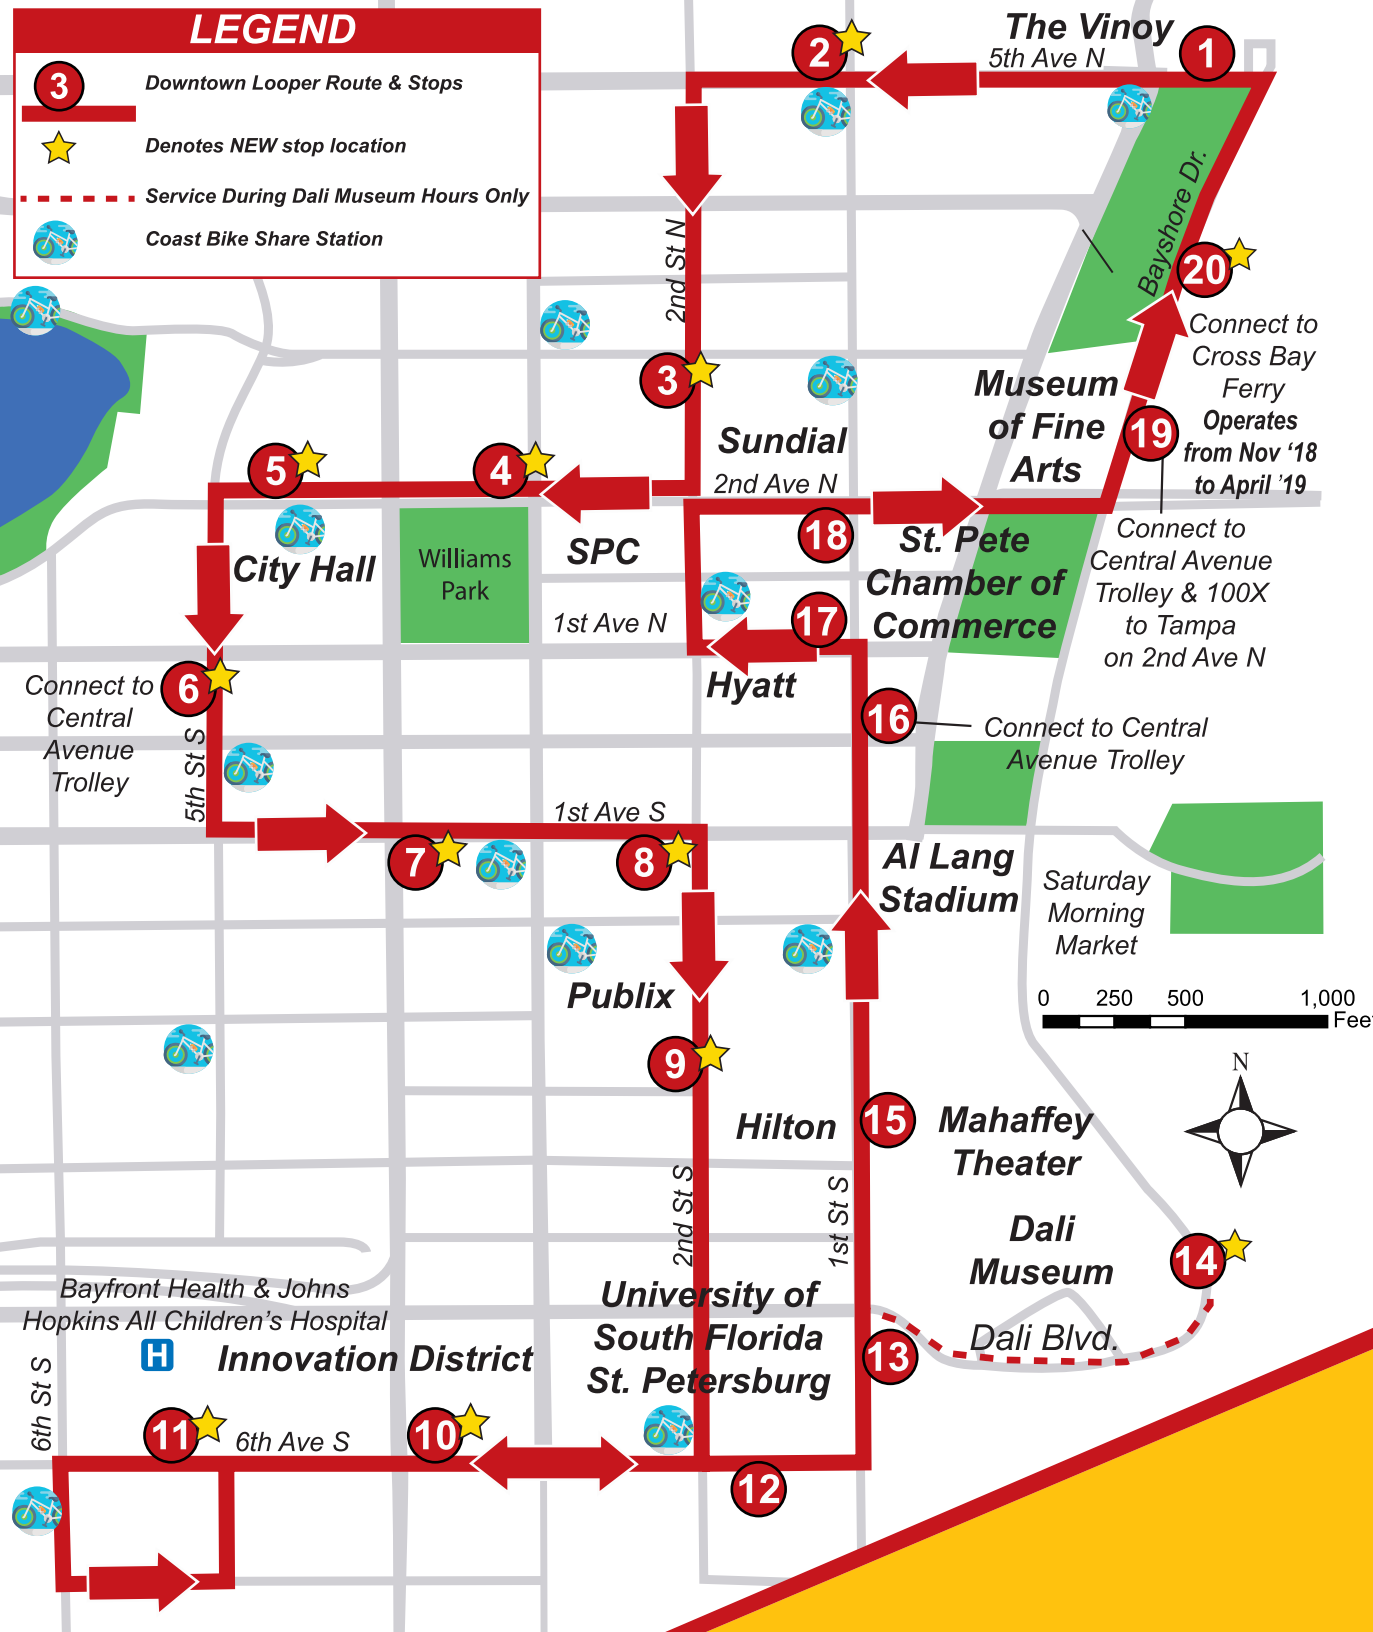 LEGEND
3
Downtown Looper Route & Stops
Denotes NEW stop location
Service During Dali Museum Hours Only
Coast Bike Share Station
The Vinoy
5th Ave N
1
2
Bayshore Dr.
20
2nd St N
Connect to
Cross Bay
Ferry
Operates
from Nov ‘18
to April ’19
3
Museum
of Fine
Arts
19
Sundial
2nd Ave N
5
4
18
Connect to
Central Avenue
Trolley & 100X
to Tampa
on 2nd Ave N
City Hall
Williams
Park
SPC
St. Pete
Chamber of
Commerce
1st Ave N
17
Hyatt
Connect to
Central
Avenue
Trolley
6
16
Connect to Central
Avenue Trolley
5th St S
1st Ave S
7
8
Al Lang
Stadium
Saturday
Morning
Market
Publix
0 250 500 1,000
Feet
9
N
Hilton
15
Mahaffey
Theater
2nd St S
1st St S
Dali
Museum
14
Bayfront Health & Johns
Hopkins All Children's Hospital
H
Innovation District
University of
South Florida
St. Petersburg
13
Dali Blvd.
6th St S
11
6th Ave S
10
12